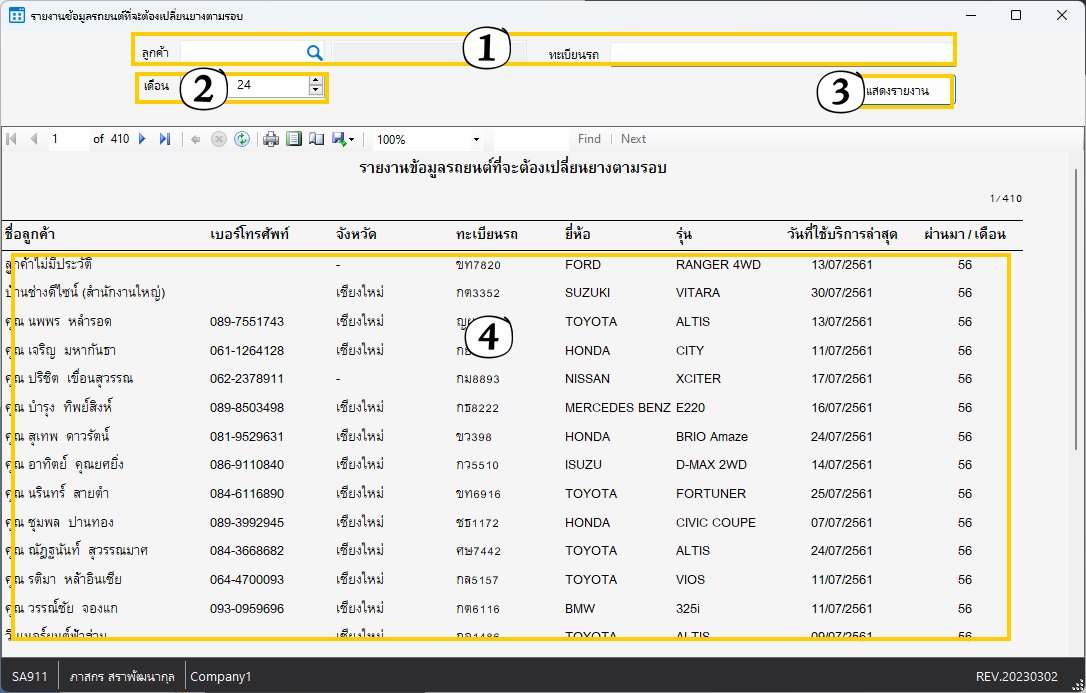 รายงานข้อมูลรถยนต์ที่จะต้องเปลี่ยนยางตามรอบ
ลูกค้า 1 ทะเบียนรถ
เดือน 2 24 3 แสดงรายงาน
1 of 410 100% Find Next
รายงานข้อมูลรถยนต์ที่จะต้องเปลี่ยนยางตามรอบ
1/410
ชื่อลูกค้า เบอร์โทรศัพท์ จังหวัด ทะเบียนรถ ยี่ห้อ รุ่น วันที่ใช้บริการล่าสุด ผ่านมา / เดือน
ลูกค้าไม่มีประวัติ - ขท7820 FORD RANGER 4WD 13/07/2561 56
บ้านช่างดีไซน์ (สำนักงานใหญ่) เชียงใหม่ กต3352 SUZUKI VITARA 30/07/2561 56
คุณ นพพร หล้ารอด 089-7551743 เชียงใหม่ TOYOTA ALTIS 13/07/2561 56
คุณ เจริญ มหากันธา 061-1264128 เชียงใหม่ 4 HONDA CITY 11/07/2561 56
คุณ ปริชิต เขื่อนสุวรรณ 062-2378911 - กม8893 NISSAN XCITER 17/07/2561 56
คุณ บำรุง ทิพย์สิงห์ 089-8503498 เชียงใหม่ กธ8222 MERCEDES BENZ E220 16/07/2561 56
คุณ สุเทพ ดาวรัตน์ 081-9529631 เชียงใหม่ ขว398 HONDA BRIO Amaze 24/07/2561 56
คุณ อาทิตย์ คุณยศยิ่ง 086-9110840 เชียงใหม่ กว5510 ISUZU D-MAX 2WD 14/07/2561 56
คุณ นรินทร์ สายดำ 084-6116890 เชียงใหม่ ขท6916 TOYOTA FORTUNER 25/07/2561 56
คุณ ชุมพล ปานทอง 089-3992945 เชียงใหม่ ชธ1172 HONDA CIVIC COUPE 07/07/2561 56
คุณ ณัฏฐนันท์ สุวรรณมาศ 084-3668682 เชียงใหม่ ศษ7442 TOYOTA ALTIS 24/07/2561 56
คุณ รติมา หล้าอินเชีย 064-4700093 เชียงใหม่ กล5157 TOYOTA VIOS 11/07/2561 56
คุณ วรรณ์ชัย จองแก 093-0959696 เชียงใหม่ กต6116 BMW 325i 11/07/2561 56
เชียงใหม่ TOYOTA ALTIS 09/07/2561 56
SA911 ภาสกร สราพัฒนากุล Company1 REV.20230302